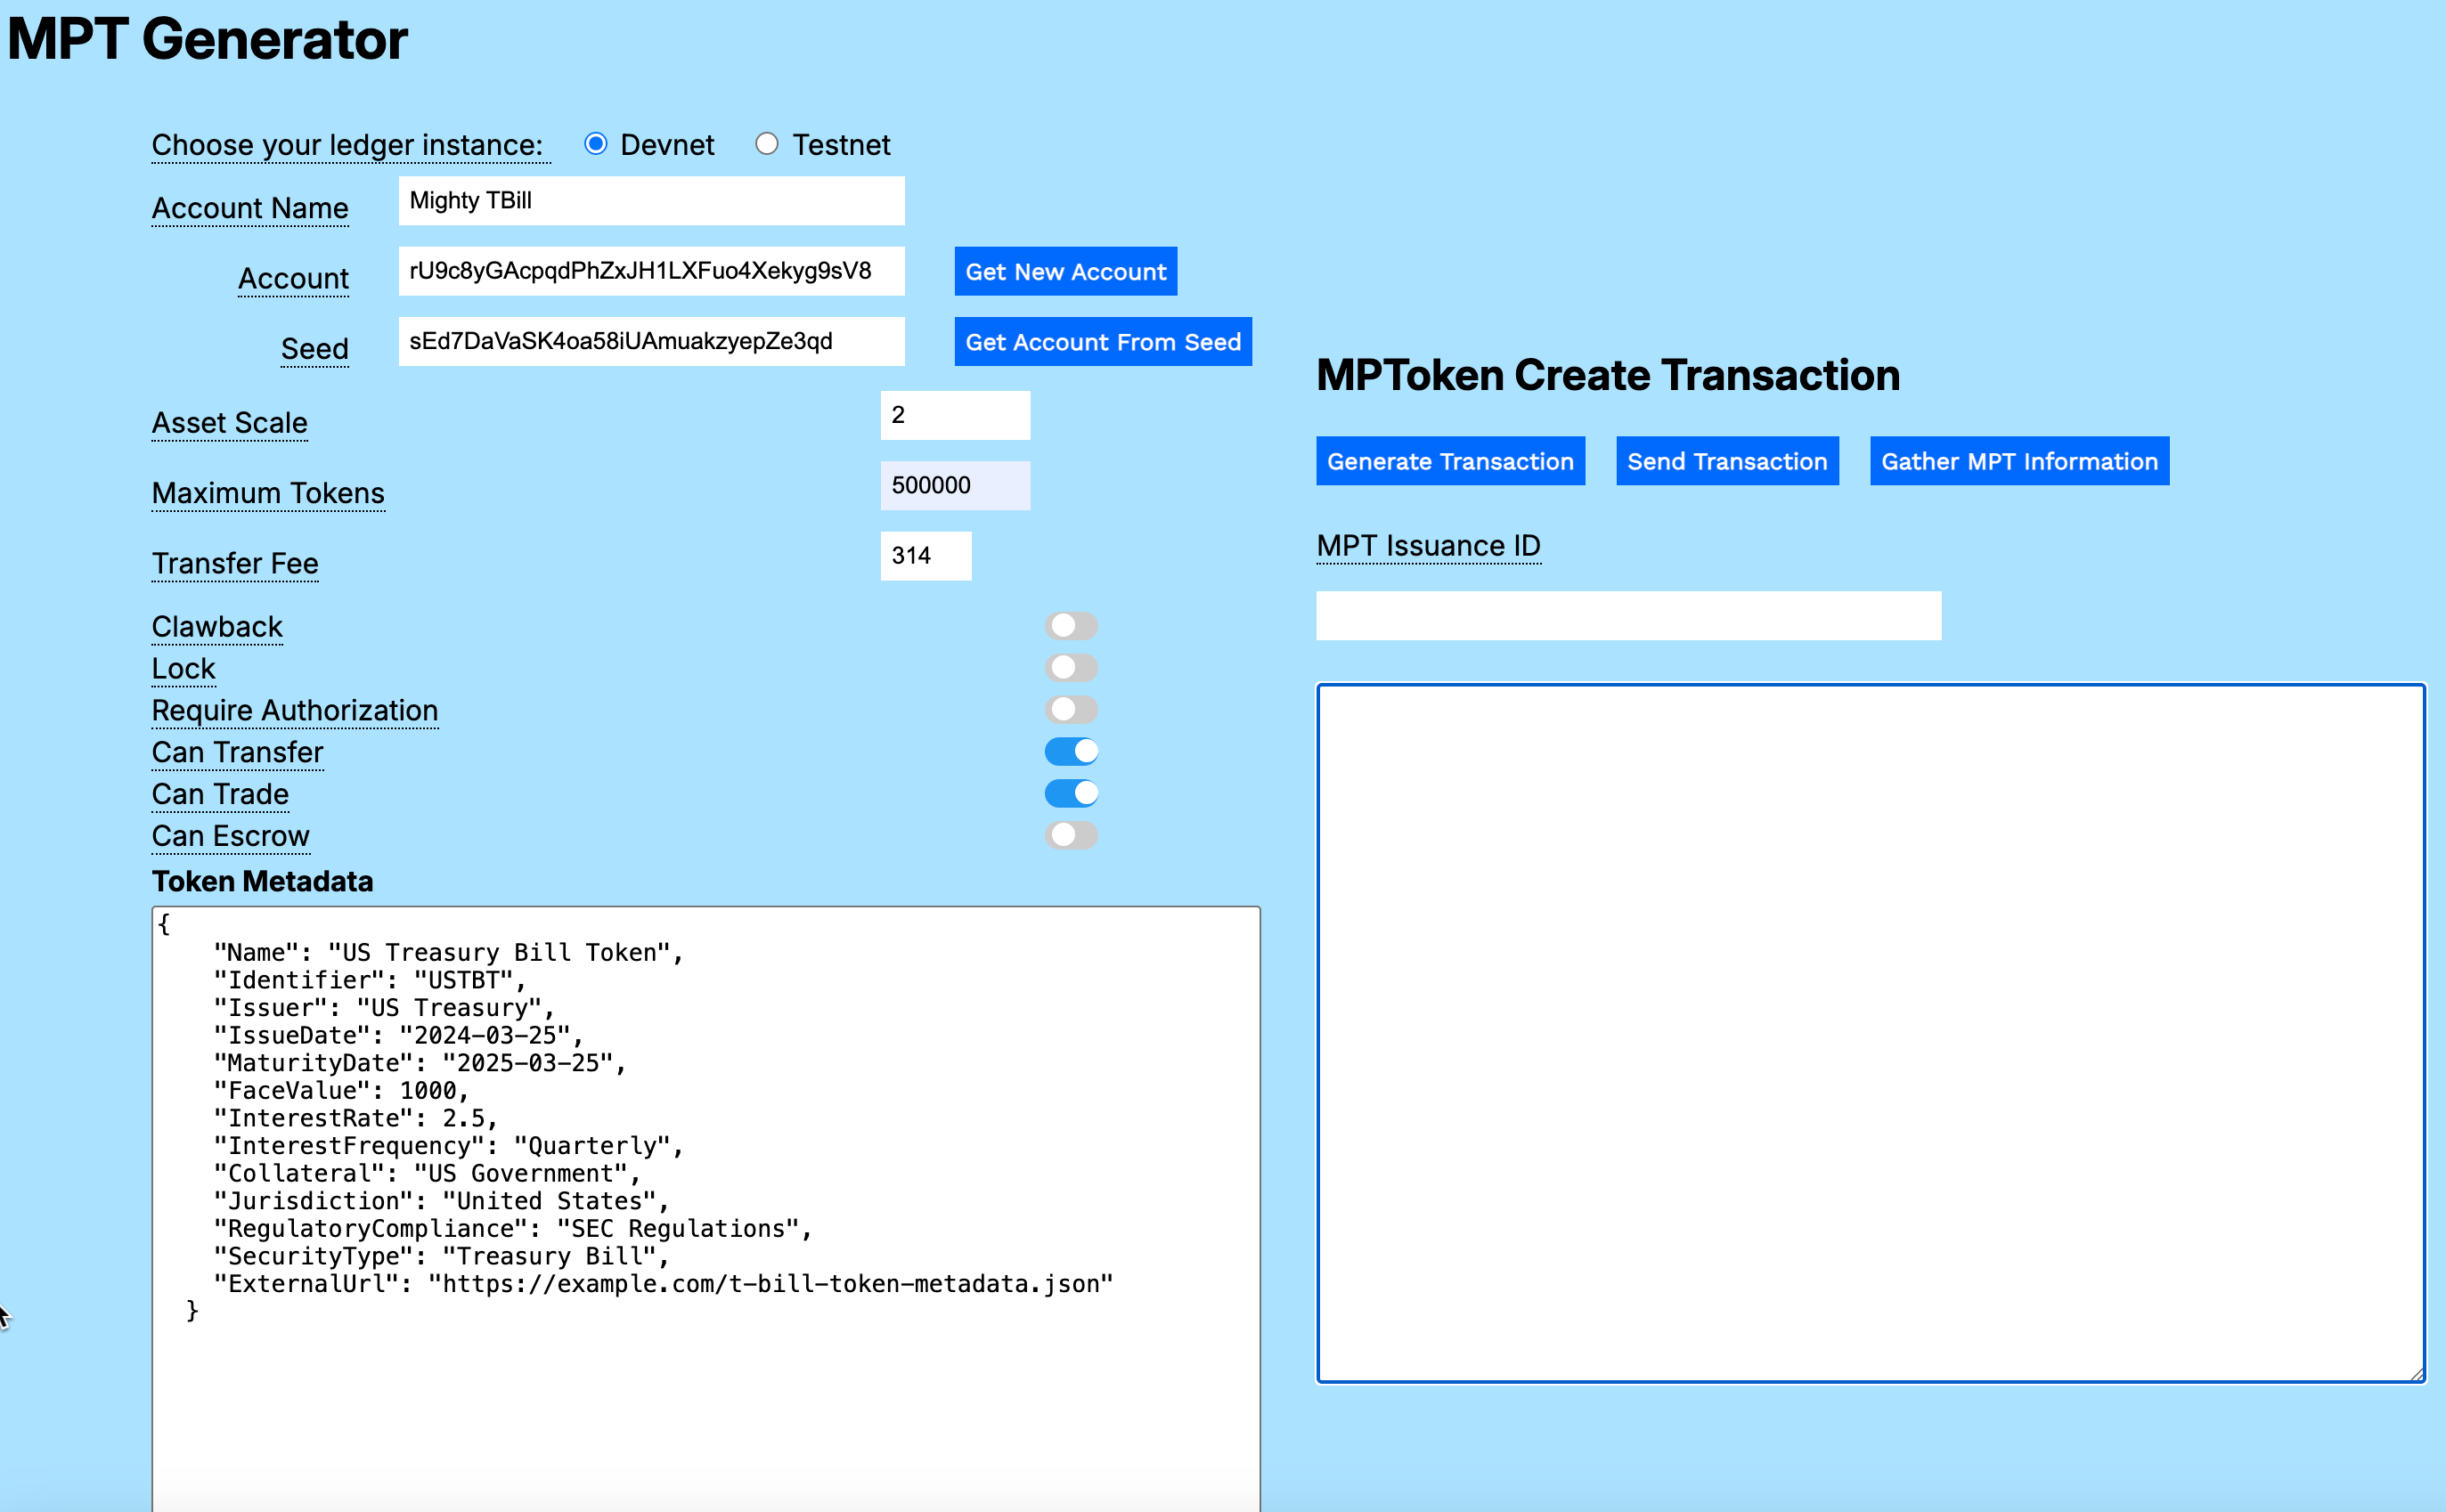 MPT Generator
Choose your ledger instance: Devnet Testnet
Account Name Mighty TBill
Account rU9c8yGAcpqdPhZxJH1LXFuo4Xekyg9sV8 Get New Account
Seed sEd7DaVaSK4oa58iUAmuakzyepZe3qd Get Account From Seed
Asset Scale 2
Maximum Tokens 500000
Transfer Fee 314
Clawback
Lock
Require Authorization
Can Transfer
Can Trade
Can Escrow
Token Metadata
{
"Name": "US Treasury Bill Token",
"Identifier": "USTBT",
"Issuer": "US Treasury",
"IssueDate": "2024-03-25",
"MaturityDate": "2025-03-25",
"FaceValue": 1000,
"InterestRate": 2.5,
"InterestFrequency": "Quarterly",
"Collateral": "US Government",
"Jurisdiction": "United States",
"RegulatoryCompliance": "SEC Regulations",
"SecurityType": "Treasury Bill",
"ExternalUrl": "https://example.com/t-bill-token-metadata.json"
}
MPToken Create Transaction
Generate Transaction Send Transaction Gather MPT Information
MPT Issuance ID